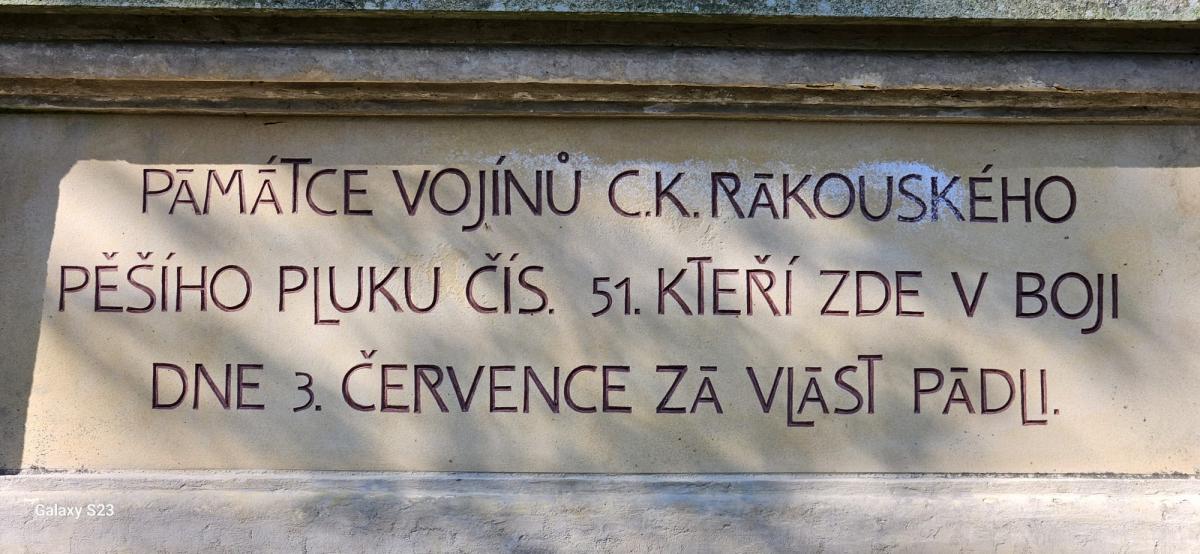 PAMÁTCE VOJÍNŮ C.K. RAKOUSKÉHO
PĚŠÍHO PLUKU ČÍS. 51. KTEŘÍ ZDE V BOJI
DNE 3. ČERVENCE ZA VLAST PADLI.
Galaxy S23